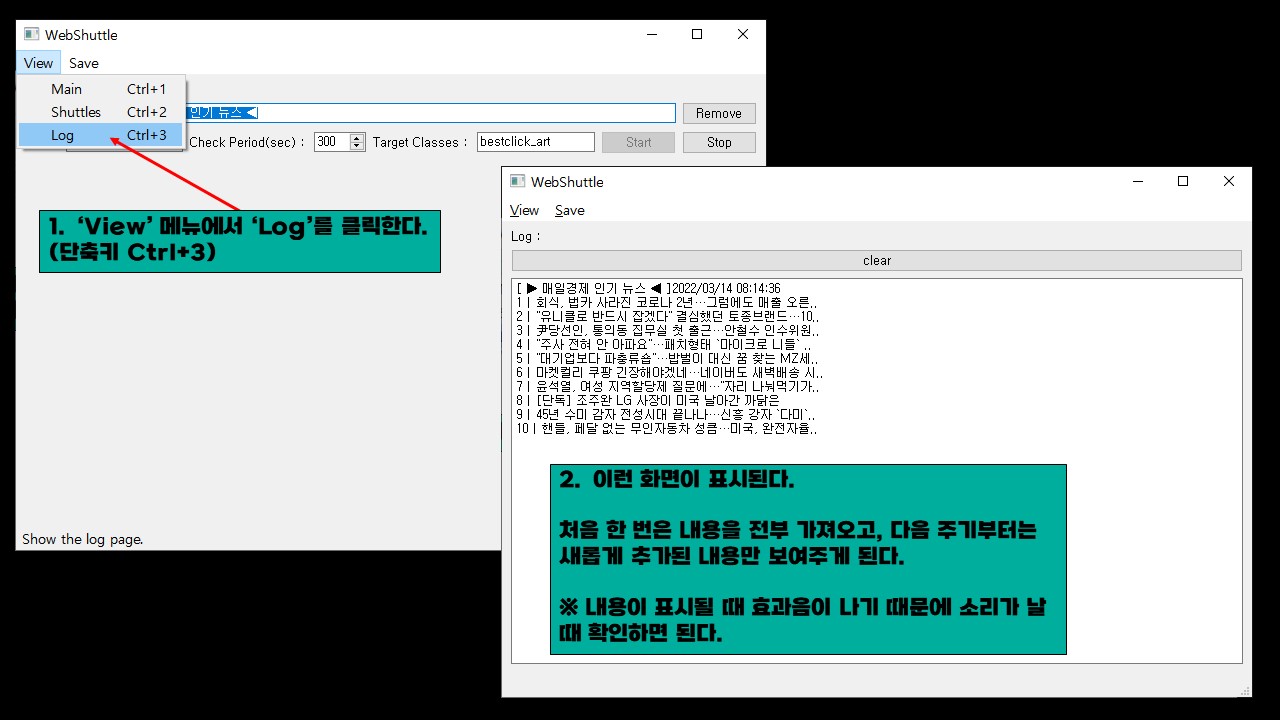 WebShuttle
View Save
Main Ctrl+1
Shuttles Ctrl+2
Log Ctrl+3
인기 뉴스 ◀
Remove
Check Period(sec) : 300 Target Classes : bestclick_art Start Stop
1. ‘View’ 메뉴에서 ‘Log’를 클릭한다.
(단축키 Ctrl+3)
Show the log page.
WebShuttle
View Save
Log :
clear
[ ▶ 매일경제 인기 뉴스 ◀ ]2022/03/14 08:14:36
1 | 회식, 법카 사라진 코로나 2년…그럼에도 매출 오른..
2 | "유니클로 반드시 잡겠다" 결심했던 토종브랜드…10..
3 | 尹당선인, 통의동 집무실 첫 출근…안철수 인수위원..
4 | "주사 전혀 안 아파요"…패치형태 `마이크로 니들` ..
5 | "대기업보다 파충류숍"…밥벌이 대신 꿈 찾는 MZ세..
6 | 마켓컬리 쿠팡 긴장해야겠네…네이버도 새벽배송 시..
7 | 윤석열, 여성 지역할당제 질문에…"자리 나눠먹기가..
8 | [단독] 조주완 LG 사장이 미국 날아간 까닭은
9 | 45년 수미 감자 전성시대 끝나나…신흥 강자 `다미`..
10 | 핸들, 페달 없는 무인자동차 성큼…미국, 완전자율..
2. 이런 화면이 표시된다.
처음 한 번은 내용을 전부 가져오고, 다음 주기부터는
새롭게 추가된 내용만 보여주게 된다.
※ 내용이 표시될 때 효과음이 나기 때문에 소리가 날
때 확인하면 된다.